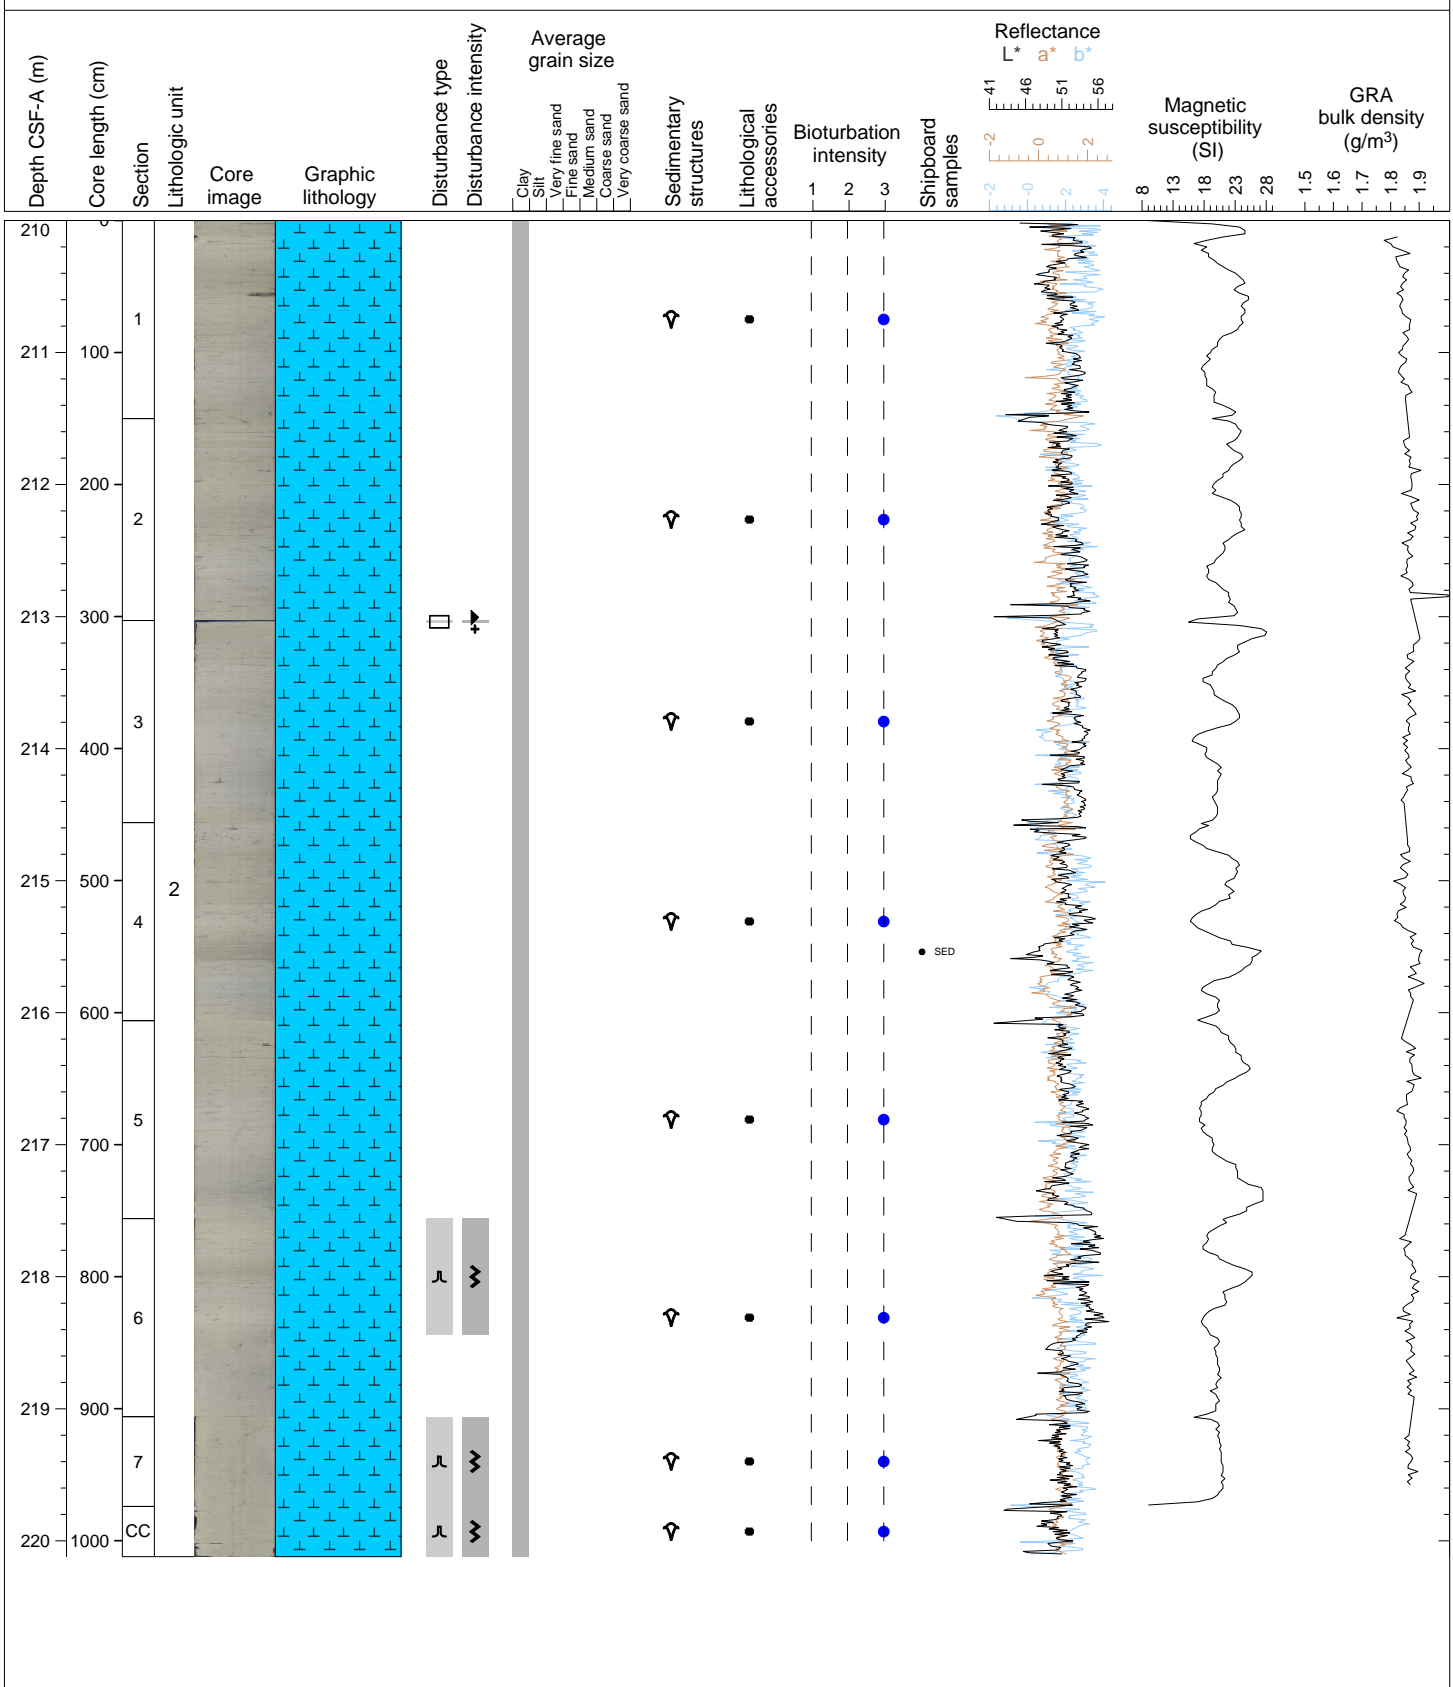 Depth CSF-A (m)
Core length (cm)
Section
Lithologic unit
Core
image
Graphic
lithology
Disturbance type
Disturbance intensity
Average
grain size
Clay
Silt
Very fine sand
Fine sand
Medium sand
Coarse sand
Very coarse sand
Sedimentary
structures
Lithological
accessories
Bioturbation
intensity
1 2 3
Shipboard
samples
Reflectance
L* a* b*
41 46 51 56
-2 0 2
-2 -0 2 4
Magnetic
susceptibility
(SI)
8 13 18 23 28
GRA
bulk density
(g/m3)
1.5 1.6 1.7 1.8 1.9
210 0
1
211 100
212 200
2
213 300
3
214 400
215 500
2
4
SED
216 600
5
217 700
218 800
6
219 900
7
CC
220 1000